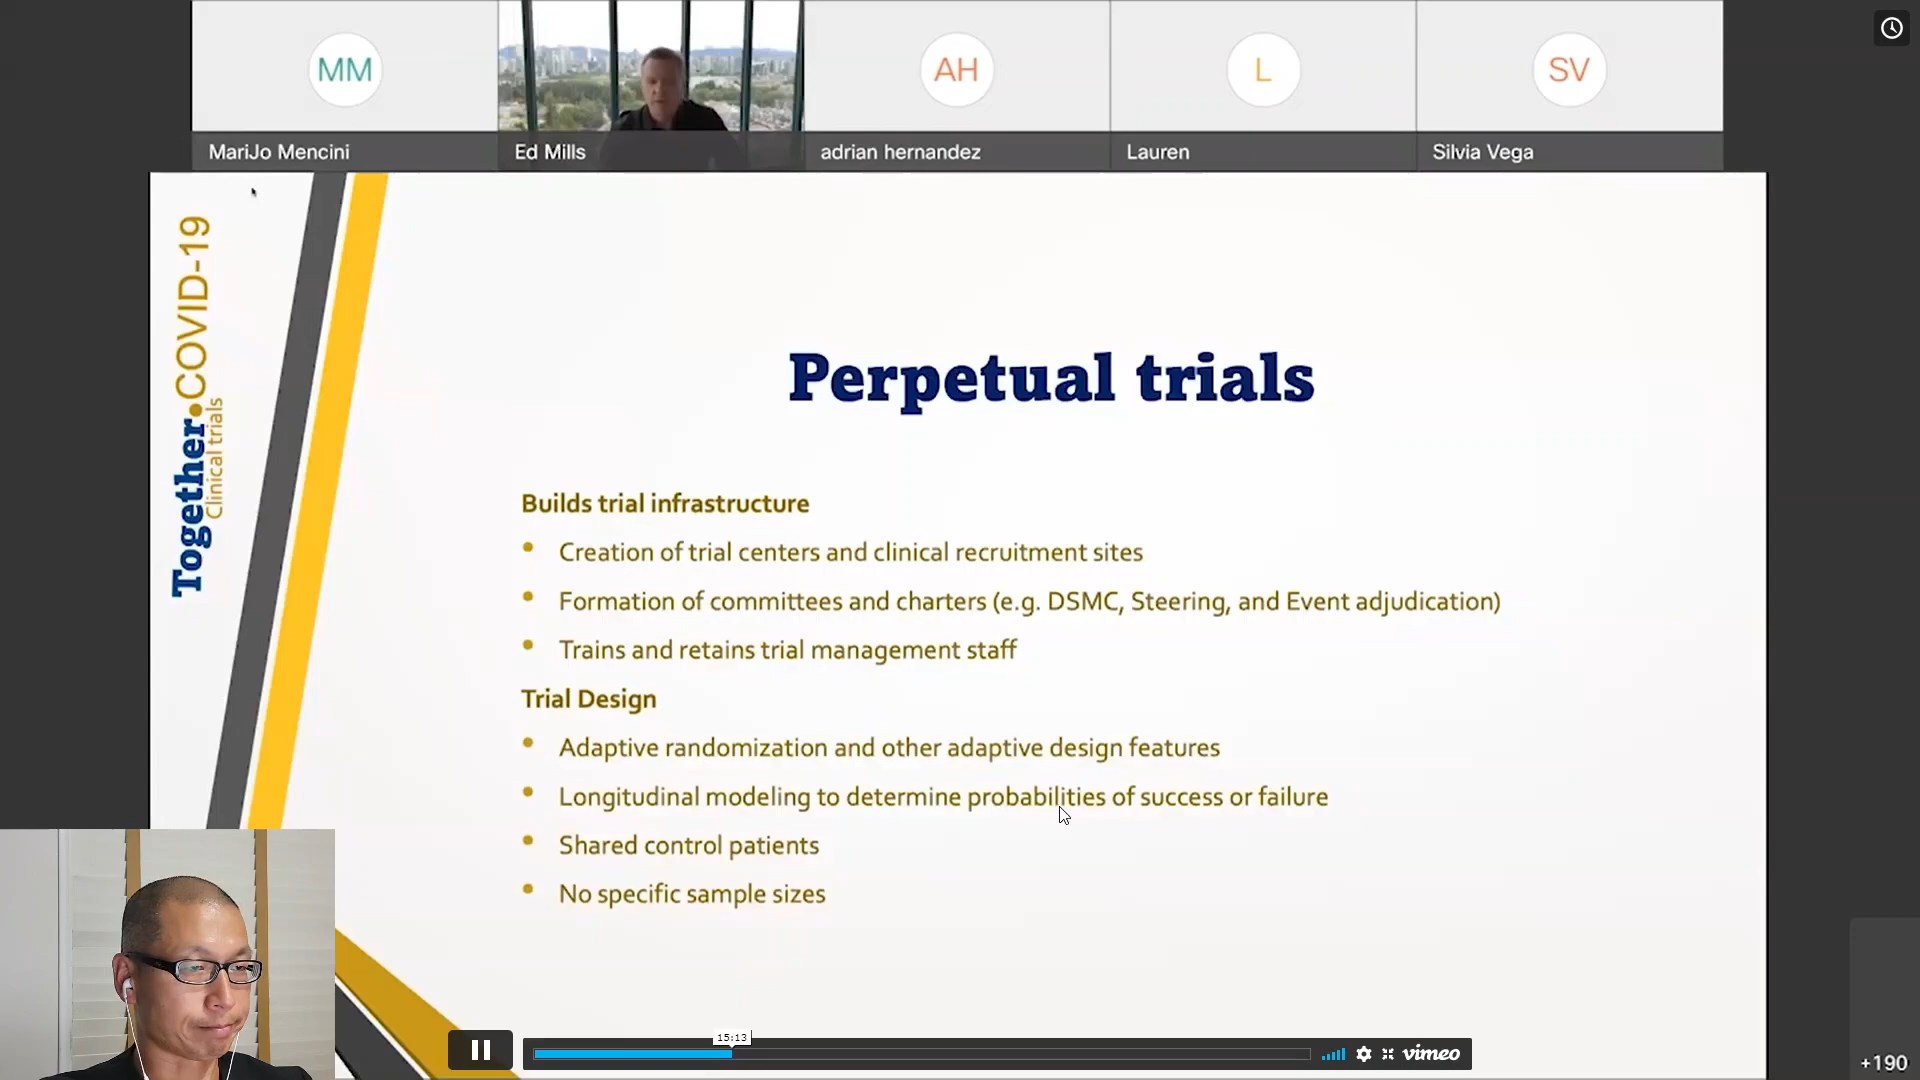 MM
AH
L
SV
MariJo Mencini
Ed Mills
adrian hernandez
Lauren
Silvia Vega
Together.COVID-19
Clinical trials
Perpetual trials
Builds trial infrastructure
• Creation of trial centers and clinical recruitment sites
• Formation of committees and charters (e.g. DSMC, Steering, and Event adjudication)
• Trains and retains trial management staff
Trial Design
• Adaptive randomization and other adaptive design features
• Longitudinal modeling to determine probabilities of success or failure
• Shared control patients
• No specific sample sizes
15:13
vimeo
+190